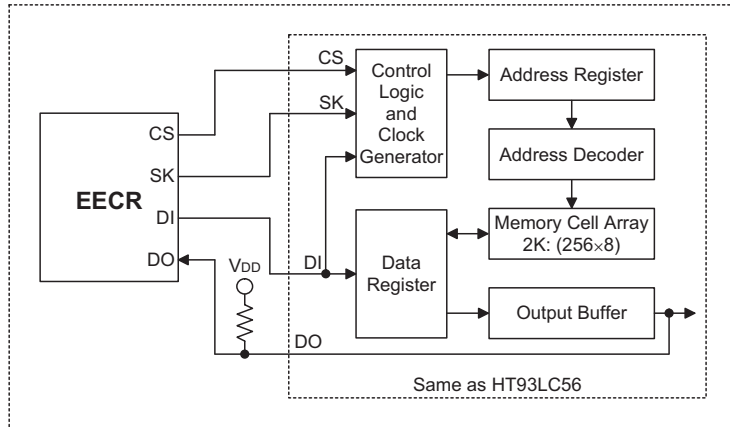 CS
SK
Control
Logic
and
Clock
Generator
Address Register
EECR
CS
SK
DI
DO
Address Decoder
VDD
DI
Data
Register
Memory Cell Array
2K: (256×8)
Output Buffer
DO
Same as HT93LC56